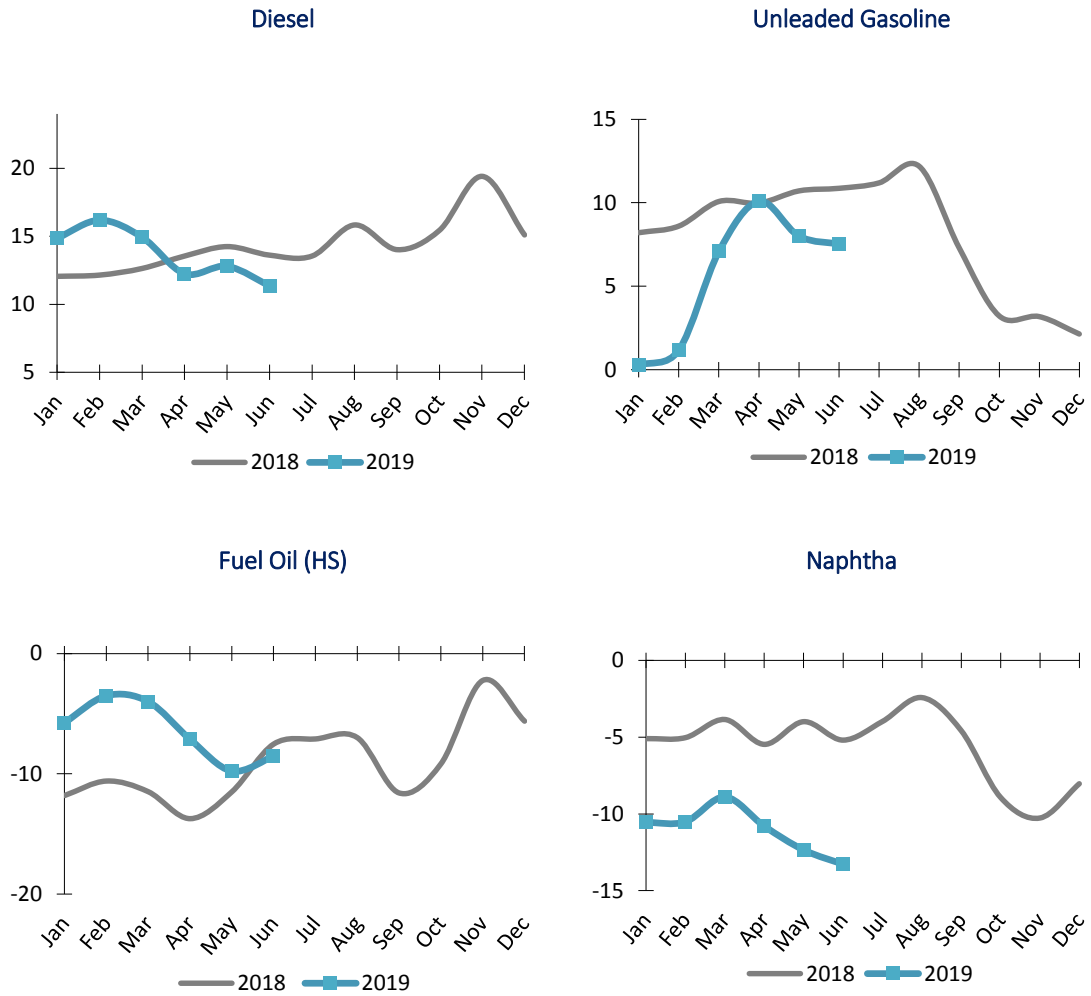 Diesel
20
15
10
5
Jan Feb Mar Apr May Jun Jul Aug Sep Oct Nov Dec
2018 2019
Unleaded Gasoline
15
10
5
0
Jan Feb Mar Apr May Jun Jul Aug Sep Oct Nov Dec
2018 2019
Fuel Oil (HS)
0
-10
-20
Jan Feb Mar Apr May Jun Jul Aug Sep Oct Nov Dec
2018 2019
Naphtha
0
-5
-10
-15
Jan Feb Mar Apr May Jun Jul Aug Sep Oct Nov Dec
2018 2019